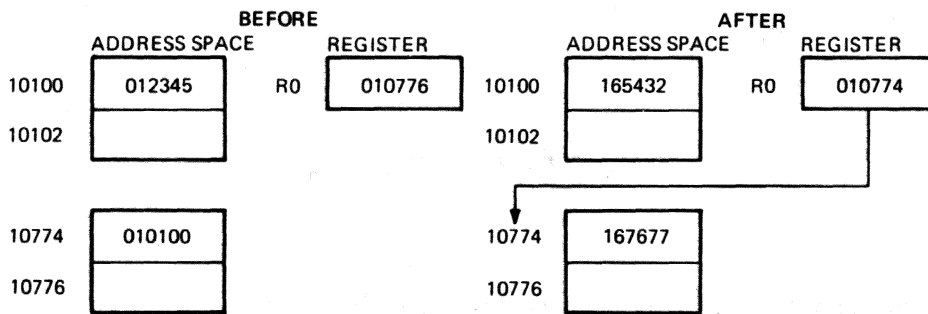 BEFORE AFTER
ADDRESS SPACE REGISTER ADDRESS SPACE REGISTER
10100 012345 R0 010776 10100 165432 R0 010774
10102 10102
10774 010100 10774 167677
10776 10776